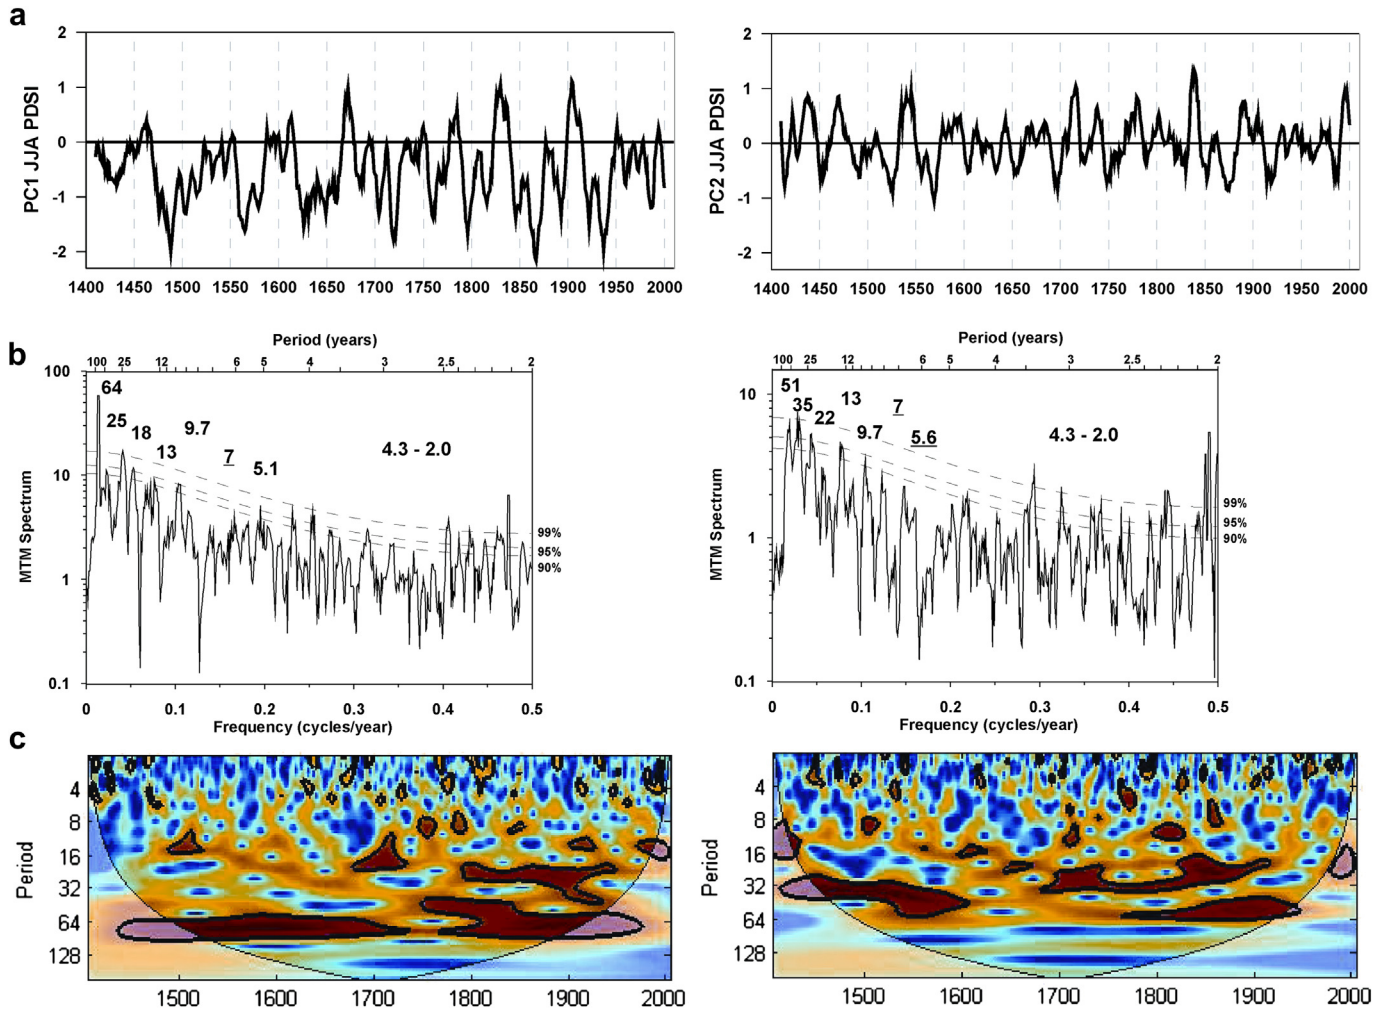 a
2
1
0
-1
-2
PC1 JJA PDSI
1400 1450 1500 1550 1600 1650 1700 1750 1800 1850 1900 1950 2000
2
1
0
-1
-2
PC2 JJA PDSI
1400 1450 1500 1550 1600 1650 1700 1750 1800 1850 1900 1950 2000
b
Period (years)
100 25 12 6 5 4 3 2.5 2
100
10
1
0.1
MTM Spectrum
64
25
18
13
9.7
7
5.1
4.3 - 2.0
99%
95%
90%
0 0.1 0.2 0.3 0.4 0.5
Frequency (cycles/year)
Period (years)
100 25 12 6 5 4 3 2.5 2
10
1
0.1
MTM Spectrum
51
35
22
13
9.7
7
5.6
4.3 - 2.0
99%
95%
90%
0 0.1 0.2 0.3 0.4 0.5
Frequency (cycles/year)
c
4
8
16
32
64
128
Period
1500 1600 1700 1800 1900 2000
4
8
16
32
64
128
Period
1500 1600 1700 1800 1900 2000